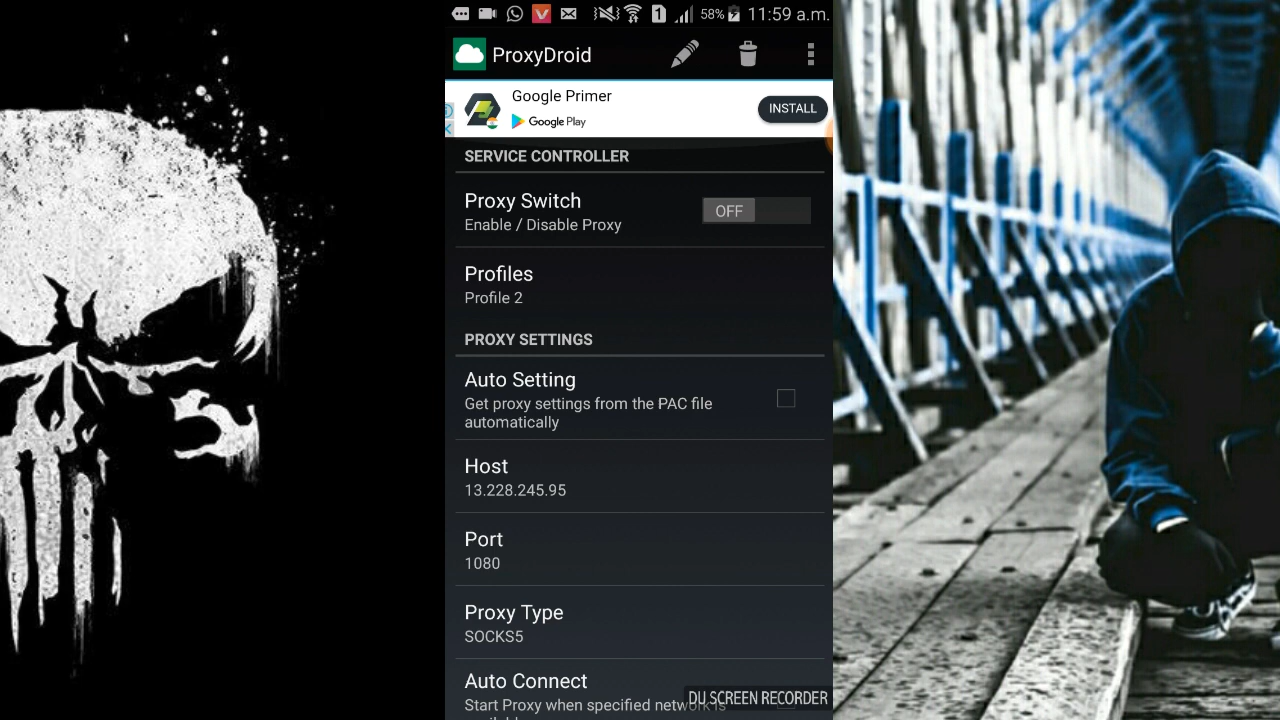 58% 11:59 a.m.
ProxyDroid
Google Primer
Google Play
INSTALL
SERVICE CONTROLLER
Proxy Switch
OFF
Enable / Disable Proxy
Profiles
Profile 2
PROXY SETTINGS
Auto Setting
Get proxy settings from the PAC file
automatically
Host
13.228.245.95
Port
1080
Proxy Type
SOCKS5
Auto Connect
Start Proxy when specified network is
DU SCREEN RECORDER